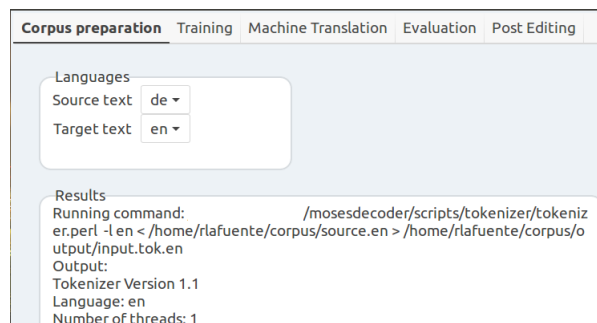 Corpus preparation Training Machine Translation Evaluation Post Editing
Languages
Source text de
Target text en
Results
Running command: /mosesdecoder/scripts/tokenizer/tokeniz
er.perl -l en < /home/rlafuente/corpus/source.en > /home/rlafuente/corpus/o
utput/input.tok.en
Output:
Tokenizer Version 1.1
Language: en
Number of threads: 1